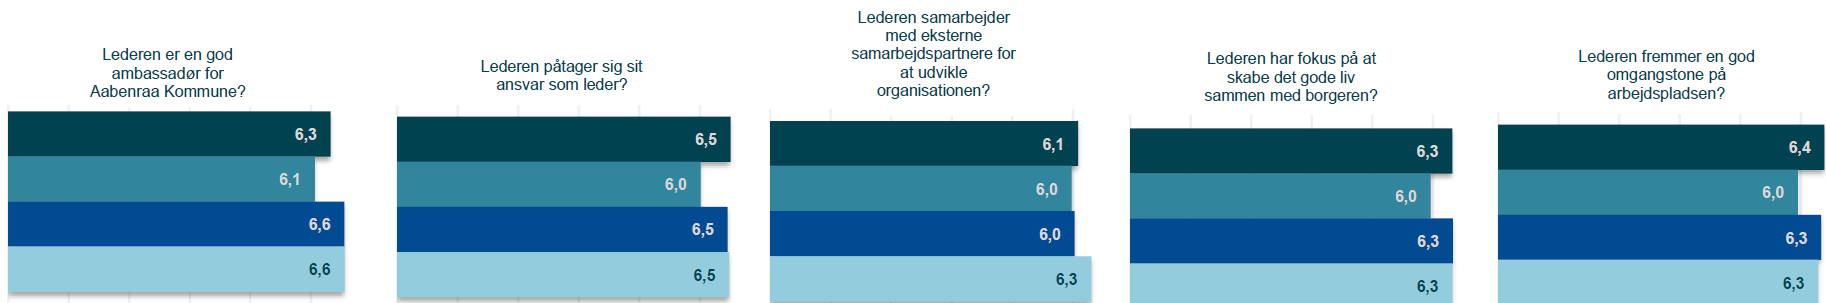 Lederen er en god
ambassadør for
Aabenraa Kommune?
6,3
6,1
6,6
6,6
Lederen påtager sig sit
ansvar som leder?
6,5
6,0
6,5
6,5
Lederen samarbejder
med eksterne
samarbejdspartnere for
at udvikle
organisationen?
6,1
6,0
6,0
6,3
Lederen har fokus på at
skabe det gode liv
sammen med borgeren?
6,3
6,0
6,3
6,3
Lederen fremmer en god
omgangstone på
arbejdspladsen?
6,4
6,0
6,3
6,3